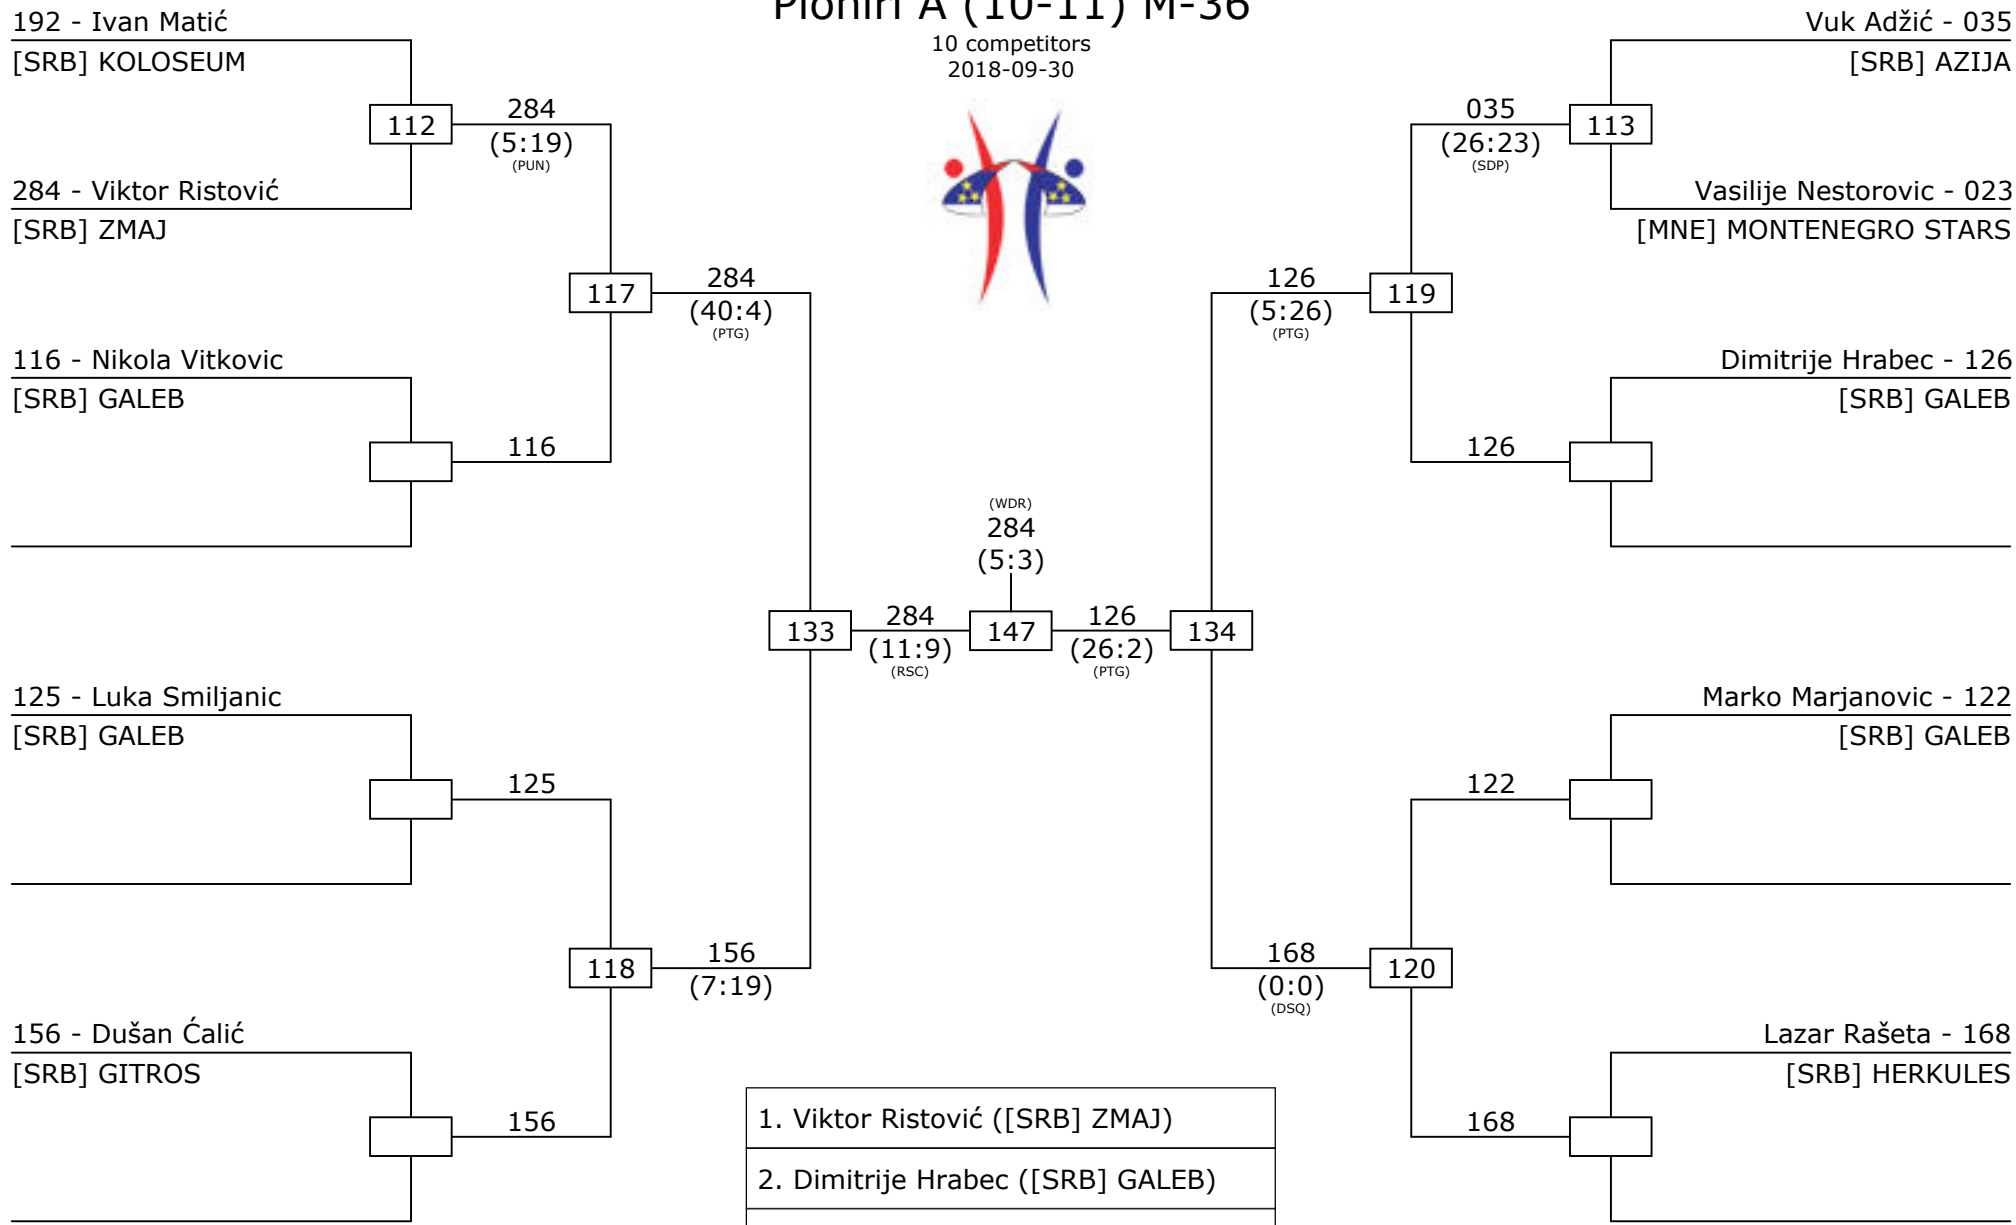 Pioniri A (10-11) M-36
10 competitors
2018-09-30
192 - Ivan Matić
[SRB] KOLOSEUM
112
284
(5:19)
(PUN)
284 - Viktor Ristović
[SRB] ZMAJ
117
284
(40:4)
(PTG)
116 - Nikola Vitkovic
[SRB] GALEB
116
125 - Luka Smiljanic
[SRB] GALEB
125
118
156
(7:19)
156 - Dušan Ćalić
[SRB] GITROS
156
133
284
(11:9)
(RSC)
(WDR)
284
(5:3)
147
126
(26:2)
(PTG)
134
Vuk Adžić - 035
[SRB] AZIJA
035
(26:23)
(SDP)
113
Vasilije Nestorovic - 023
[MNE] MONTENEGRO STARS
126
(5:26)
(PTG)
119
Dimitrije Hrabec - 126
[SRB] GALEB
126
Marko Marjanovic - 122
[SRB] GALEB
122
168
(0:0)
(DSQ)
120
Lazar Rašeta - 168
[SRB] HERKULES
168
1. Viktor Ristović ([SRB] ZMAJ)
2. Dimitrije Hrabec ([SRB] GALEB)